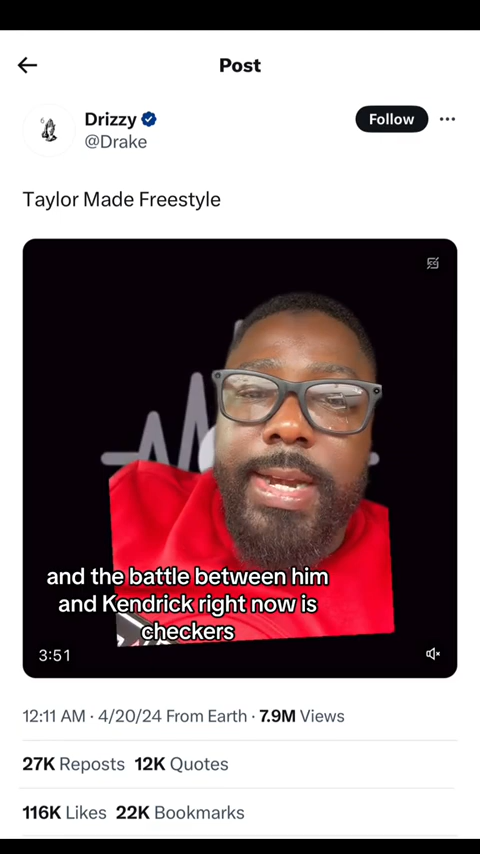 Post
Drizzy
@Drake
Follow
Taylor Made Freestyle
and the battle between him
and Kendrick right now is
checkers
3:51
12:11 AM · 4/20/24 From Earth · 7.9M Views
27K Reposts 12K Quotes
116K Likes 22K Bookmarks